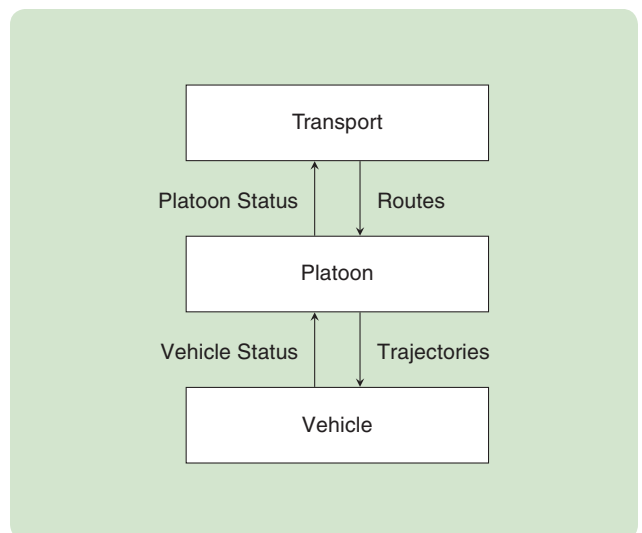 Transport
Platoon Status
Routes
Platoon
Vehicle Status
Trajectories
Vehicle